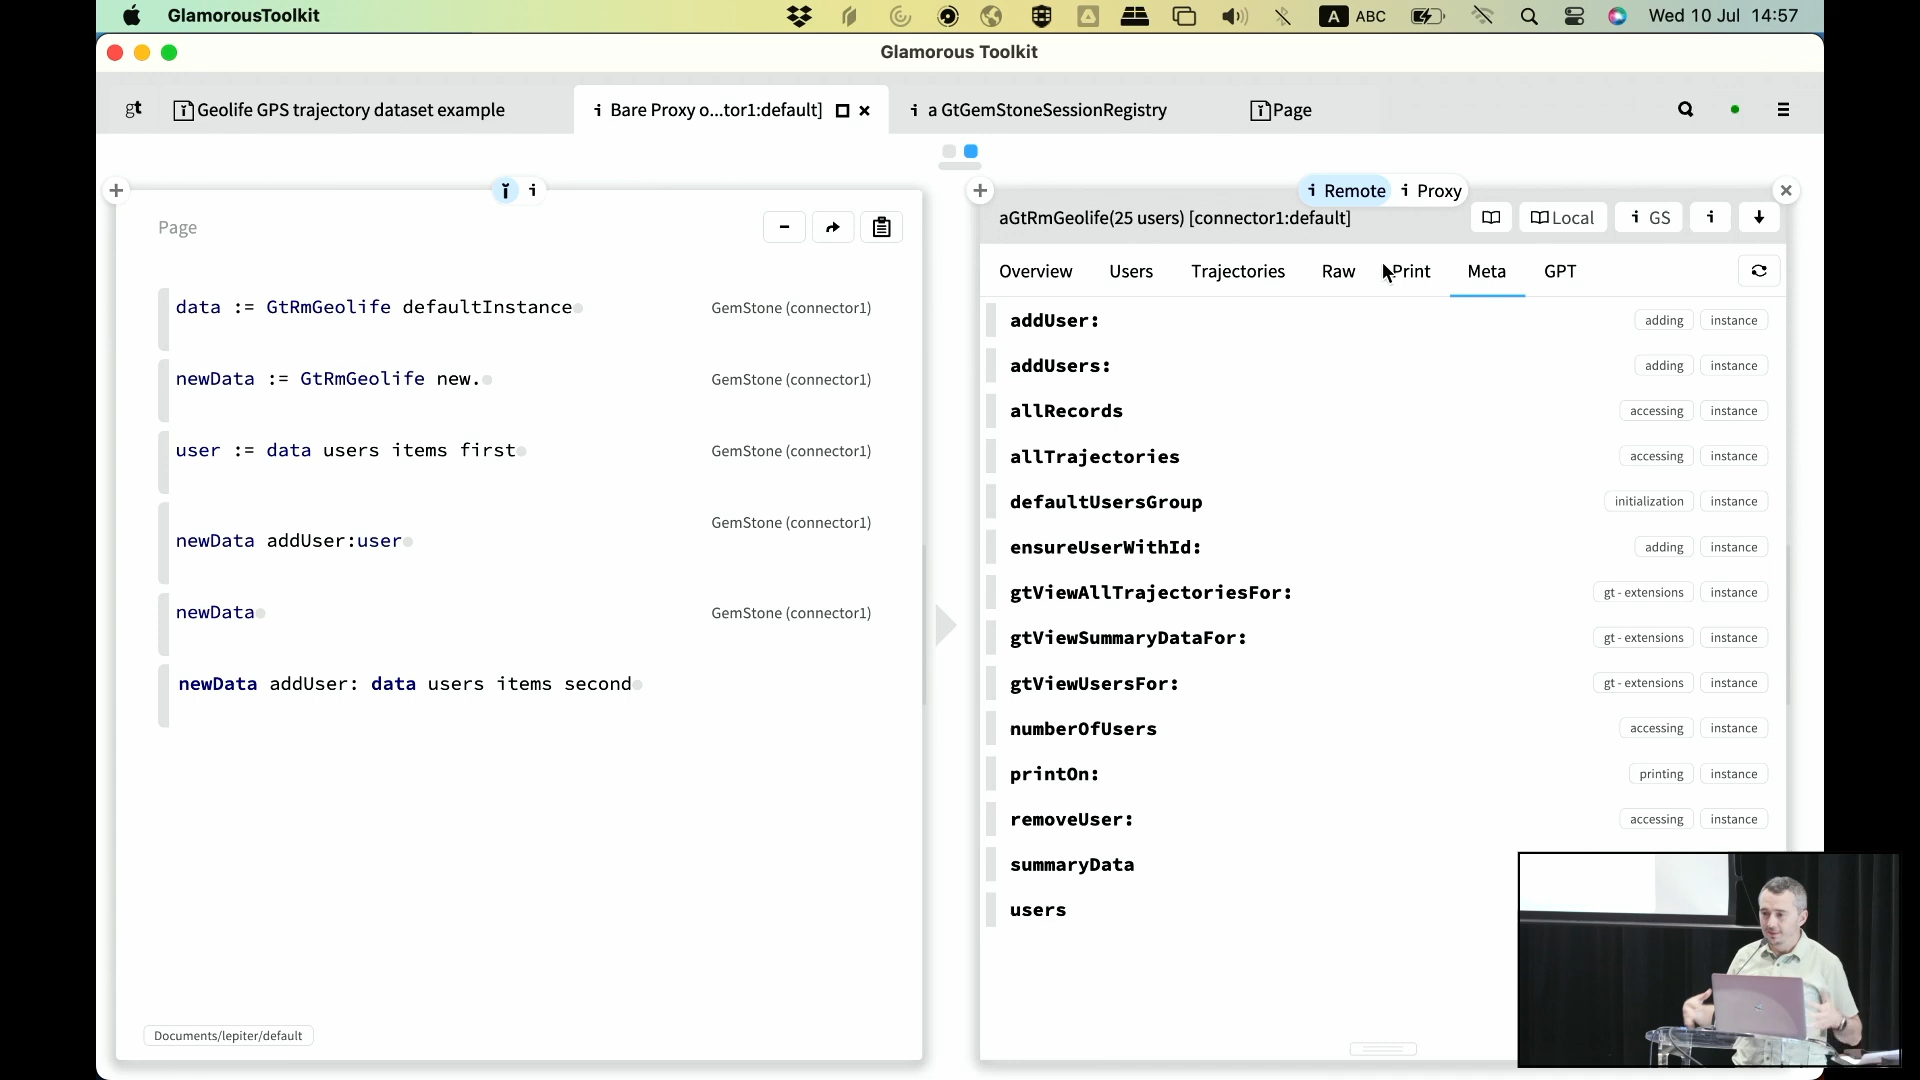 GlamorousToolkit
A ABC
Wed 10 Jul 14:57
Glamorous Toolkit
gt
Geolife GPS trajectory dataset example
i Bare Proxy o...tor1:default]
i a GtGemStoneSessionRegistry
Page
i Remote
i Proxy
Page
aGtRmGeolife(25 users) [connector1:default]
Local
i GS
i
Overview
Users
Trajectories
Raw
Print
Meta
GPT
data := GtRmGeolife defaultInstance
GemStone (connector1)
newData := GtRmGeolife new.
GemStone (connector1)
user := data users items first
GemStone (connector1)
newData addUser:user
GemStone (connector1)
newData
GemStone (connector1)
newData addUser: data users items second
Documents/lepiter/default
addUser: adding instance
addUsers: adding instance
allRecords accessing instance
allTrajectories accessing instance
defaultUsersGroup initialization instance
ensureUserWithId: adding instance
gtViewAllTrajectoriesFor: gt - extensions instance
gtViewSummaryDataFor: gt - extensions instance
gtViewUsersFor: gt - extensions instance
numberOfUsers accessing instance
printOn: printing instance
removeUser: accessing instance
summaryData
users